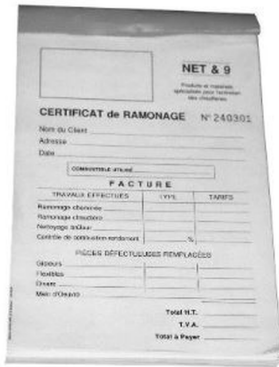 NET & 9
Produits et matériels
spécialisés pour l'entretien
des chaufferies
CERTIFICAT de RAMONAGE N° 240301
Nom du Client
Adresse
Date
COMBUSTIBLE UTILISÉ
FACTURE
TRAVAUX EFFECTUÉS TYPE TARIFS
Ramonage cheminée
Ramonage chaudière
Nettoyage brûleur
Contrôle de combustion rendement %
PIÈCES DÉFECTUEUSES REMPLACÉES
Gicleurs
Flexibles
Divers
Main d'Oeuvre
Total H.T.
T.V.A.
Total à Payer